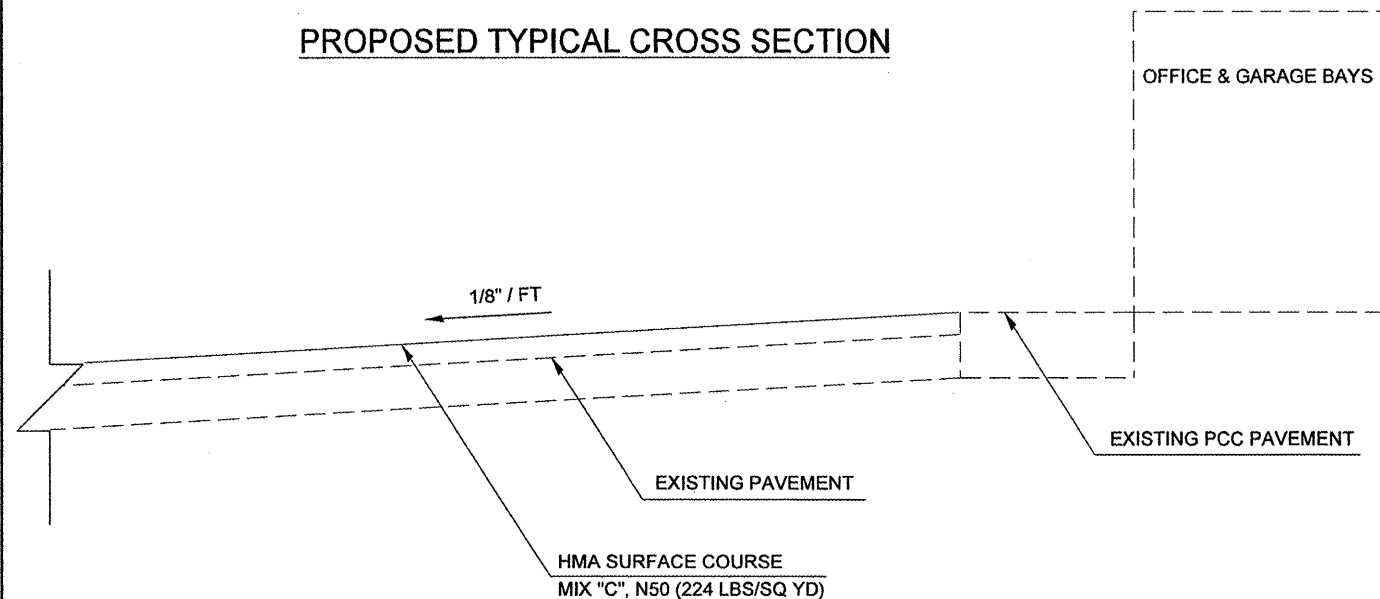 PROPOSED TYPICAL CROSS SECTION
OFFICE & GARAGE BAYS
1/8" / FT
EXISTING PCC PAVEMENT
EXISTING PAVEMENT
HMA SURFACE COURSE
MIX "C", N50 (224 LBS/SQ YD)